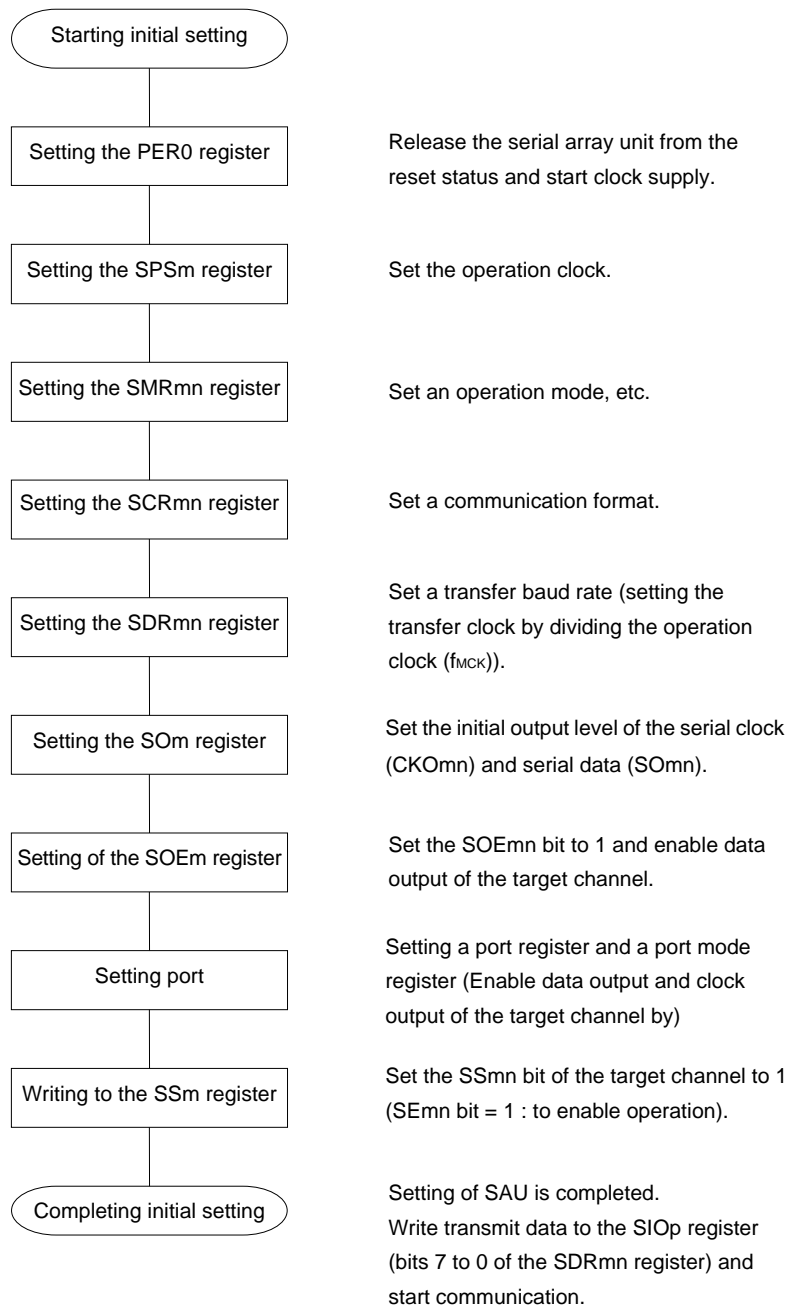 Starting initial setting
Setting the PER0 register
Release the serial array unit from the
reset status and start clock supply.
Setting the SPSm register
Set the operation clock.
Setting the SMRmn register
Set an operation mode, etc.
Setting the SCRmn register
Set a communication format.
Setting the SDRmn register
Set a transfer baud rate (setting the
transfer clock by dividing the operation
clock (fMCK)).
Setting the SOm register
Set the initial output level of the serial clock
(CKOmn) and serial data (SOmn).
Setting of the SOEm register
Set the SOEmn bit to 1 and enable data
output of the target channel.
Setting port
Setting a port register and a port mode
register (Enable data output and clock
output of the target channel by)
Writing to the SSm register
Set the SSmn bit of the target channel to 1
(SEmn bit = 1 : to enable operation).
Completing initial setting
Setting of SAU is completed.
Write transmit data to the SIOp register
(bits 7 to 0 of the SDRmn register) and
start communication.